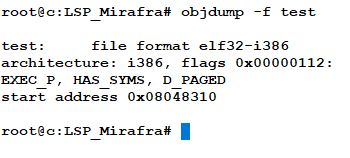 root@c:LSP_Mirafra# objdump -f test
test:     file format elf32-i386
architecture: i386, flags 0x00000112:
EXEC_P, HAS_SYMS, D_PAGED
start address 0x08048310
root@c:LSP_Mirafra#